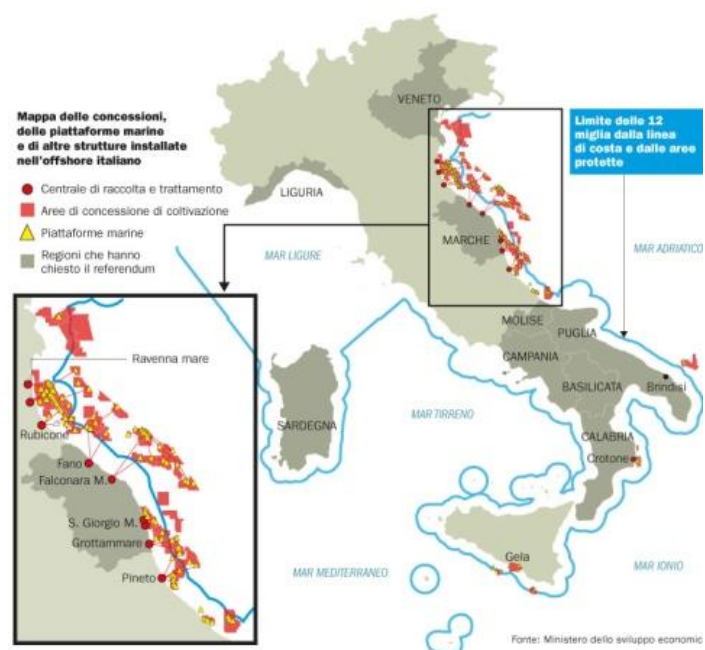 Mappa delle concessioni,
delle piattaforme marine
e di altre strutture installate
nell'offshore italiano
Centrale di raccolta e trattamento
Aree di concessione di coltivazione
Piattaforme marine
Regioni che hanno
chiesto il referendum
VENETO
LIGURIA
MARCHE
MAR LIGURE
Limite delle 12
miglia dalla linea
di costa e dalle aree
protette
MAR ADRIATICO
MOLISE
PUGLIA
CAMPANIA
BASILICATA
Brindisi
SARDEGNA
MAR TIRRENO
CALABRIA
Crotone
Gela
MAR MEDITERRANEO
MAR IONIO
Ravenna mare
Rubicone
Fano
Falconara M.
S. Giorgio M.
Grottammare
Pineto
Fonte: Ministero dello sviluppo economic